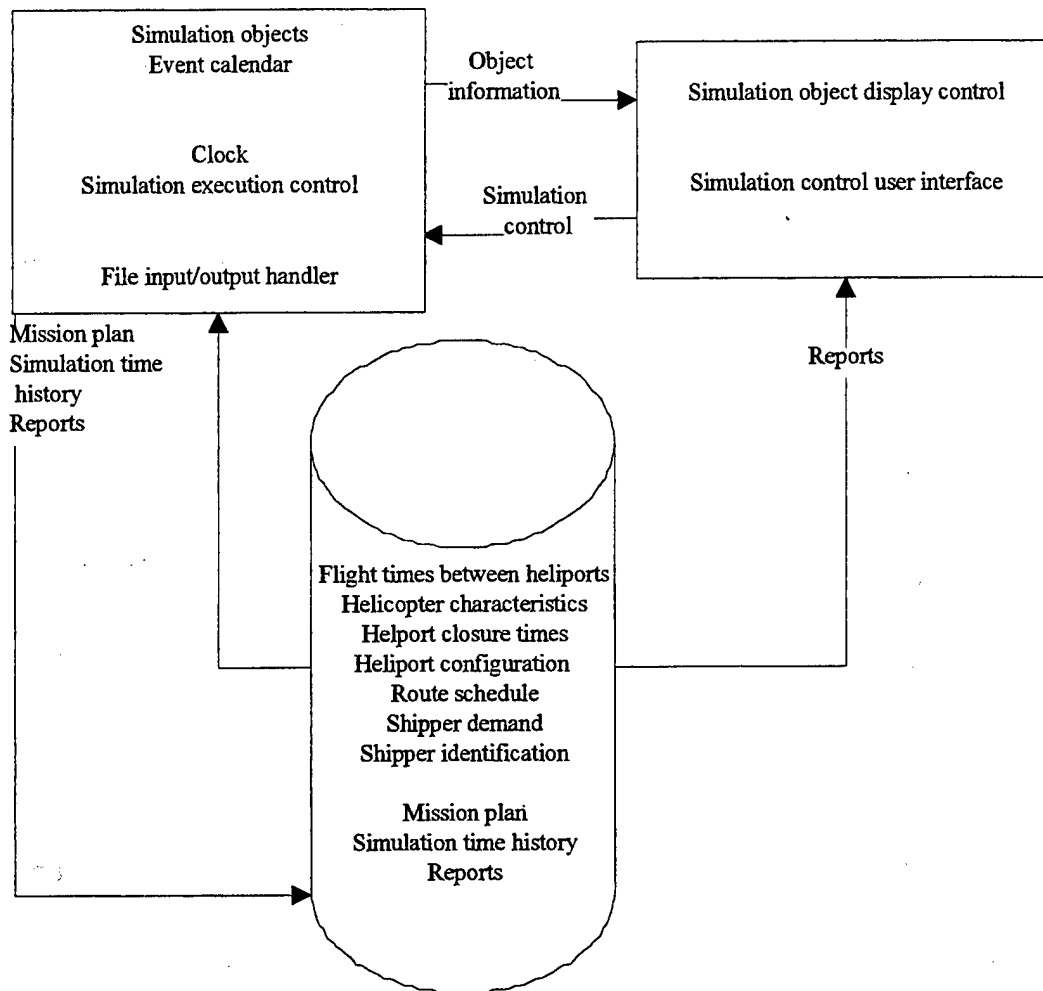 Simulation objects
Event calendar
Clock
Simulation execution control
File input/output handler
Object
information
Simulation
control
Simulation object display control
Simulation control user interface
Mission plan
Simulation time
history
Reports
Reports
Flight times between heliports
Helicopter characteristics
Helport closure times
Heliport configuration
Route schedule
Shipper demand
Shipper identification
Mission plan
Simulation time history
Reports